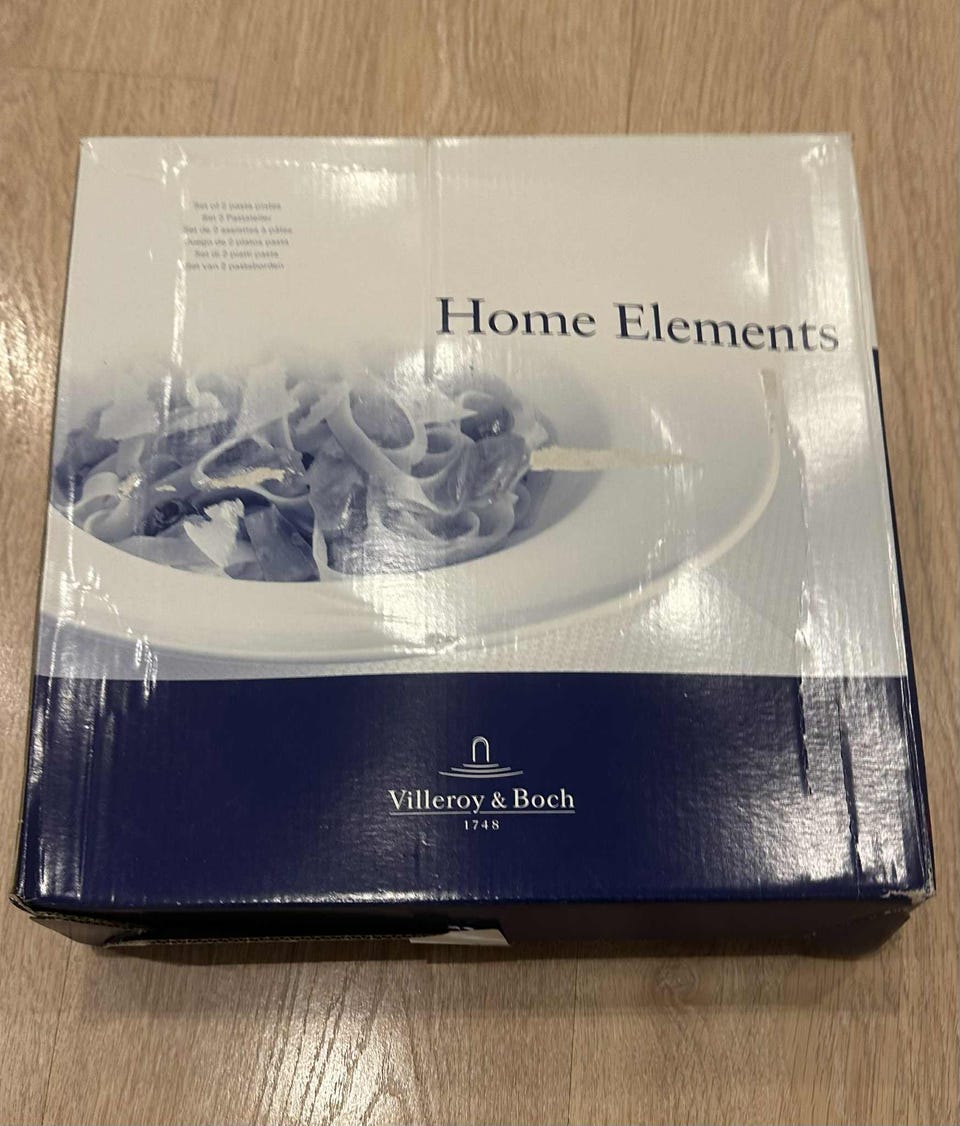 Set of 2 pasta plates
Set 2 Pastateller
Set de 2 assiettes à pâtes
Juego de 2 platos pasta
Set di 2 piatti pasta
Set van 2 pastaborden
Home Elements
Villeroy & Boch
1748